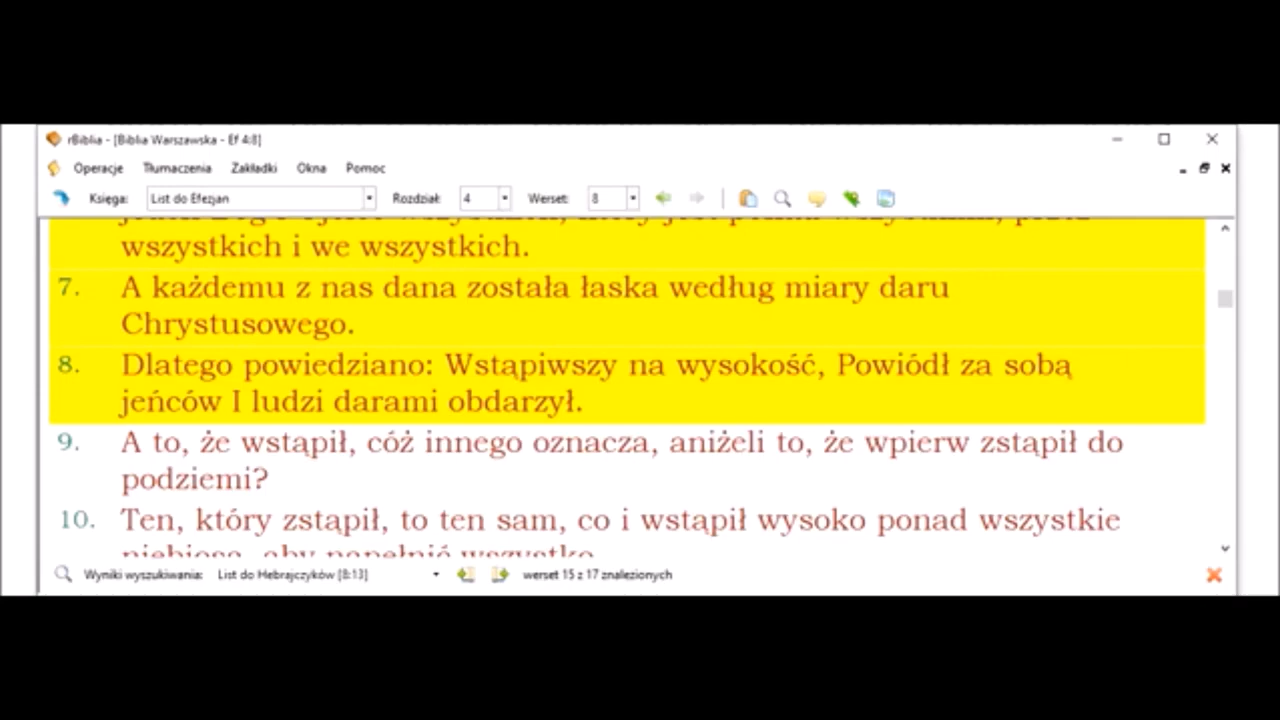 rBiblia - [Biblia Warszawska - Ef 4:8]
Operacje Tłumaczenia Zakładki Okna Pomoc
Księga: List do Efezjan Rozdział: 4 Werset: 8
wszystkich i we wszystkich.
7. A każdemu z nas dana została łaska według miary daru
Chrystusowego.
8. Dlatego powiedziano: Wstąpiwszy na wysokość, Powiódł za sobą
jeńców I ludzi darami obdarzył.
9. A to, że wstąpił, cóż innego oznacza, aniżeli to, że wpierw zstąpił do
podziemi?
10. Ten, który zstąpił, to ten sam, co i wstąpił wysoko ponad wszystkie
niebiosa, aby napełnić wszystko.
Wyniki wyszukiwania: List do Hebrajczyków [8:13] werset 15 z 17 znalezionych